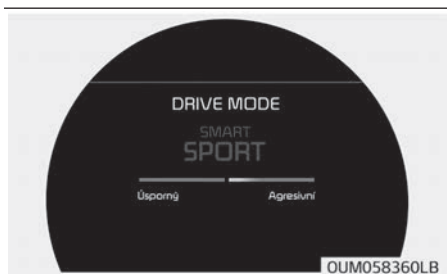 DRIVE MODE
SMART
SPORT
Úsporný Agresivní
OUM058360LB